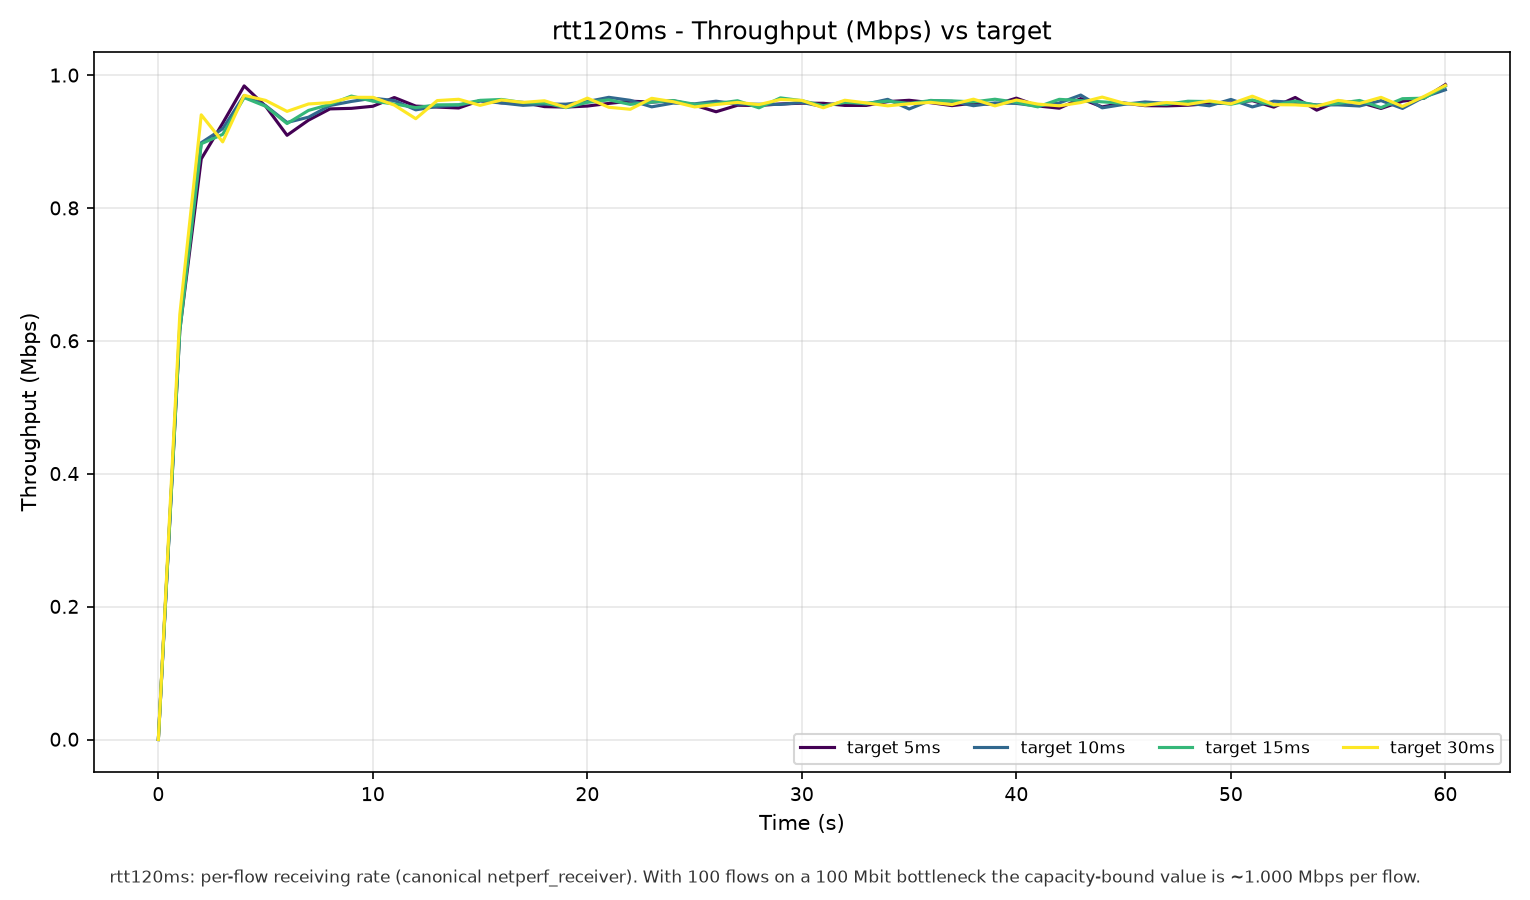 rtt120ms - Throughput (Mbps) vs target
Throughput (Mbps)
1.0
0.8
0.6
0.4
0.2
0.0
target 5ms target 10ms target 15ms target 30ms
0 10 20 30 40 50 60
Time (s)
rtt120ms: per-flow receiving rate (canonical netperf_receiver). With 100 flows on a 100 Mbit bottleneck the capacity-bound value is ~1.000 Mbps per flow.